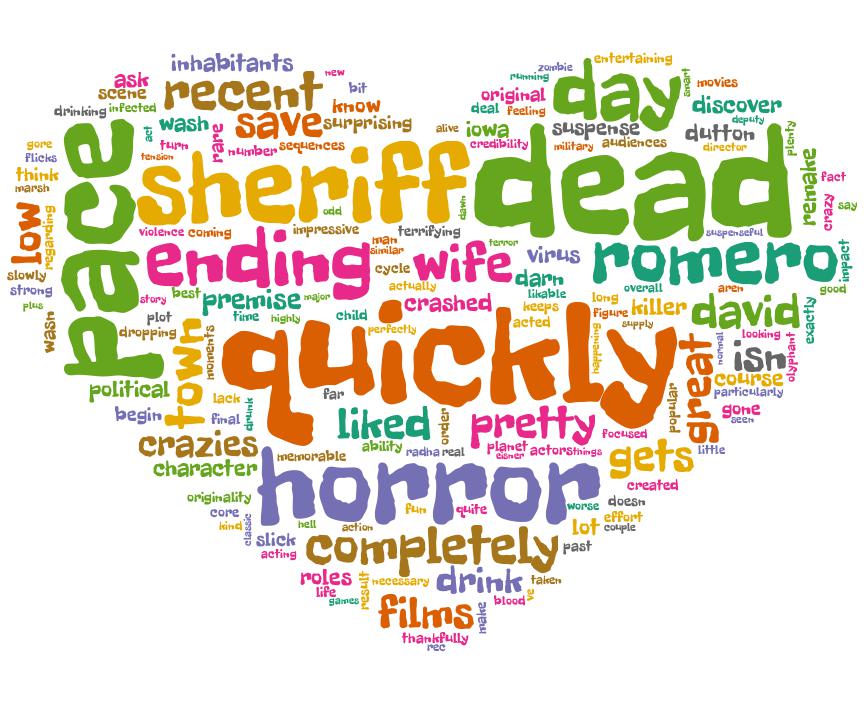 inhabitants
new
zombie
entertaining
ask
recent
bit
running
day
smart
movies
scene
know
original
discover
drinking
infected
deal
feeling
deputy
act
wash
rare
save
surprising
alive
iowa
suspense
dutton
plenty
gore
turn
number
sequences
credibility
military
audiences
director
flicks
tension
pace
sheriff
dead
remake
fact
think
marsh
crazy
say
low
regarding
odd
dawn
violence
coming
impressive
terrifying
suspenseful
ending
man
similar
terror
wife
virus
romero
impact
slowly
cycle
darn
strong
actually
likable
overall
aren
good
plus
story
best
premise
major
crashed
keeps
long
killer
david
exactly
wasn
plot
time
highly
child
acted
figure
dropping
perfectly
supply
looking
town
moments
quickly
happening
great
normal
isn
olyphant
political
course
particularly
lack
far
popular
begin
final
drunk
liked
order
pretty
focused
gone
seen
crazies
memorable
ability
radha
real
planet
eisner
actors
things
gets
little
character
horror
created
originality
worse
doesn
core
kind
classic
hell
action
fun
quite
lot
effort
couple
slick
acting
completely
past
roles
life
games
result
necessary
drink
taken
films
make
blood
ve
thankfully
rec